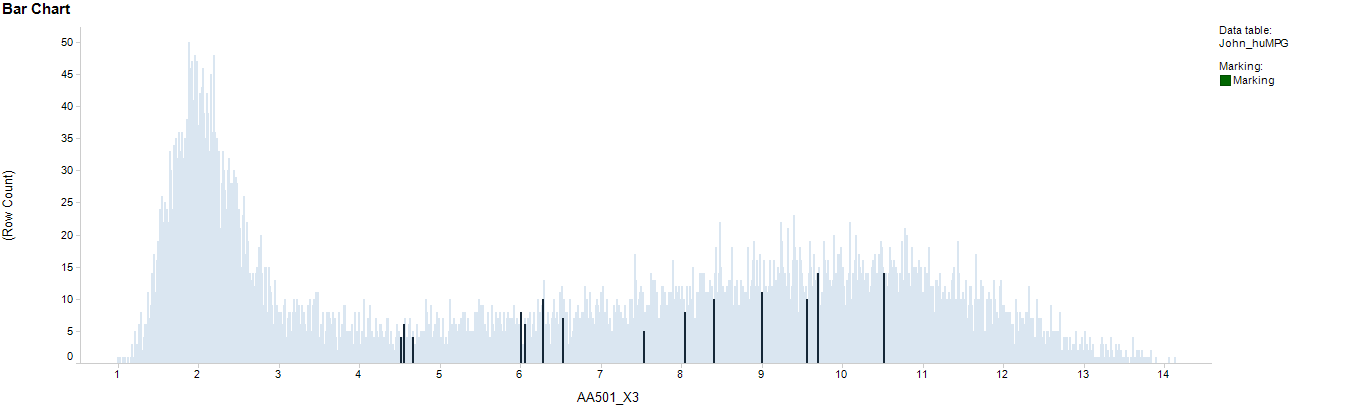 Bar Chart
Data table:
John_huMPG
Marking:
Marking
(Row Count)
50
45
40
35
30
25
20
15
10
5
0
1 2 3 4 5 6 7 8 9 10 11 12 13 14
AA501_X3